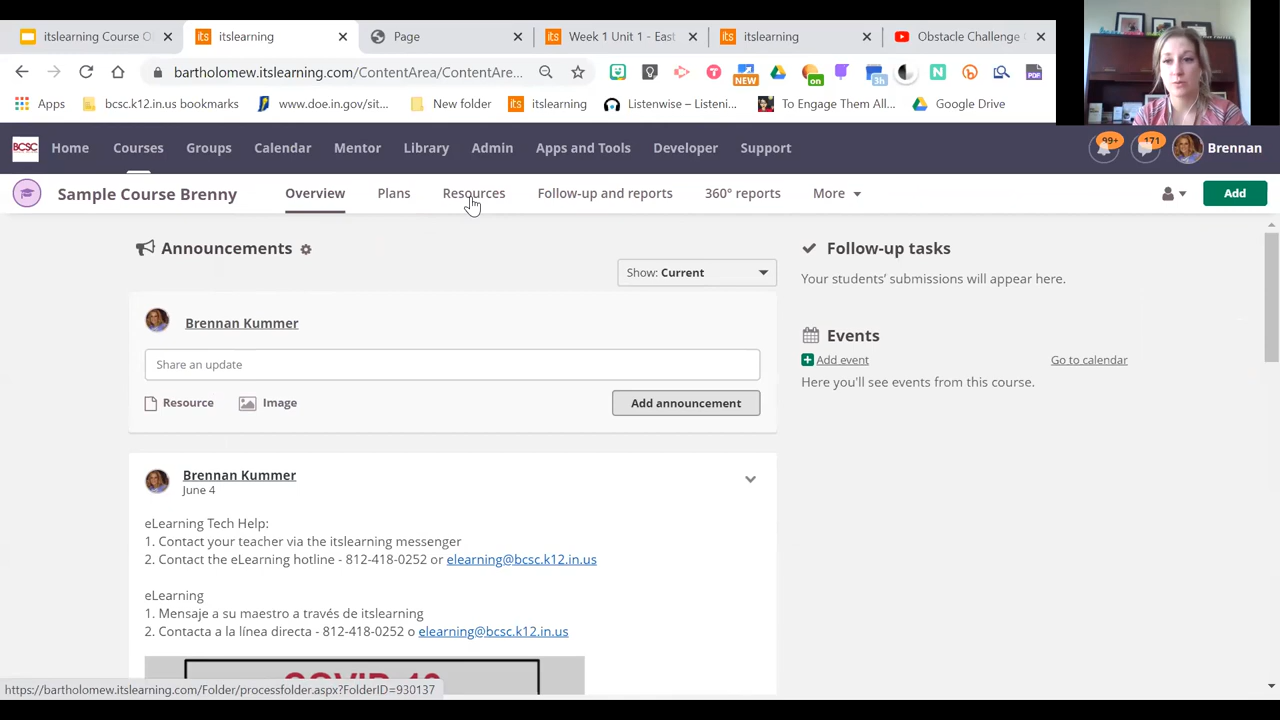 itslearning Course O
itslearning
Page
Week 1 Unit 1 - East
itslearning
Obstacle Challenge
bartholomew.itslearning.com/ContentArea/ContentArea...
NEW
on
3h
PDF
Apps
bcsc.k12.in.us bookmarks
www.doe.in.gov/sit...
New folder
itslearning
Listenwise – Listeni...
To Engage Them All...
Google Drive
BCSC
Home
Courses
Groups
Calendar
Mentor
Library
Admin
Apps and Tools
Developer
Support
99+
171
Brennan
Sample Course Brenny
Overview
Plans
Resources
Follow-up and reports
360° reports
More
Add
Announcements
Show: Current
Brennan Kummer
Share an update
Resource
Image
Add announcement
Brennan Kummer
June 4
eLearning Tech Help:
1. Contact your teacher via the itslearning messenger
2. Contact the eLearning hotline - 812-418-0252 or elearning@bcsc.k12.in.us
eLearning
1. Mensaje a su maestro a través de itslearning
2. Contacta a la línea directa - 812-418-0252 o elearning@bcsc.k12.in.us
COVID-19
Follow-up tasks
Your students’ submissions will appear here.
Events
Add event
Go to calendar
Here you'll see events from this course.
https://bartholomew.itslearning.com/Folder/processfolder.aspx?FolderID=930137